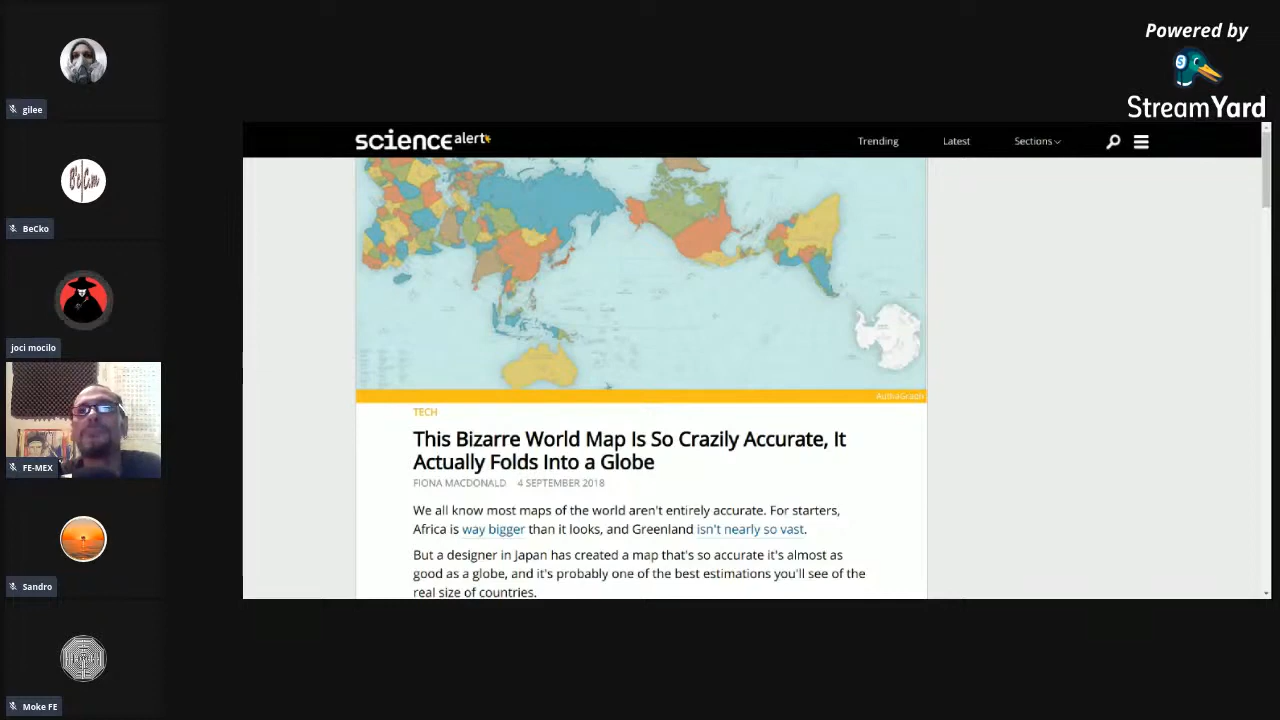 Powered by
StreamYard
gilee
BeCko
joci mocilo
FE-MEX
Sandro
Moke FE
science alert
Trending
Latest
Sections
AuthaGraph
TECH
This Bizarre World Map Is So Crazily Accurate, It
Actually Folds Into a Globe
FIONA MACDONALD 4 SEPTEMBER 2018
We all know most maps of the world aren't entirely accurate. For starters,
Africa is way bigger than it looks, and Greenland isn't nearly so vast.
But a designer in Japan has created a map that's so accurate it's almost as
good as a globe, and it's probably one of the best estimations you'll see of the
real size of countries.